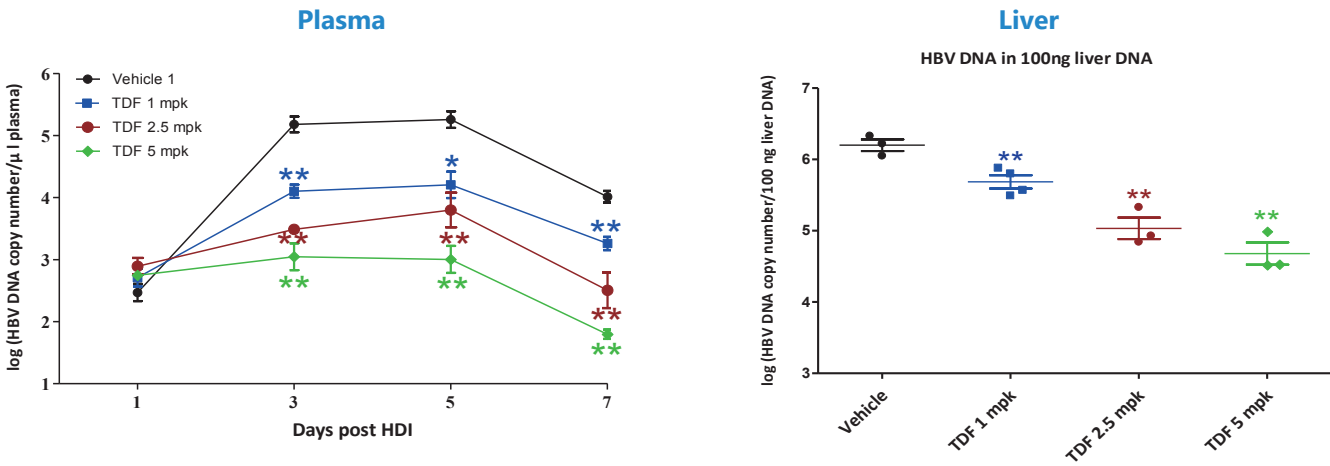 Plasma
log (HBV DNA copy number/μ l plasma)
6
5
4
3
2
1
Vehicle 1
TDF 1 mpk
TDF 2.5 mpk
TDF 5 mpk
**
*
**
**
**
**
**
**
**
1
3
5
7
Days post HDI
Liver
HBV DNA in 100ng liver DNA
log (HBV DNA copy number/100 ng liver DNA)
7
6
5
4
3
**
**
**
Vehicle
TDF 1 mpk
TDF 2.5 mpk
TDF 5 mpk